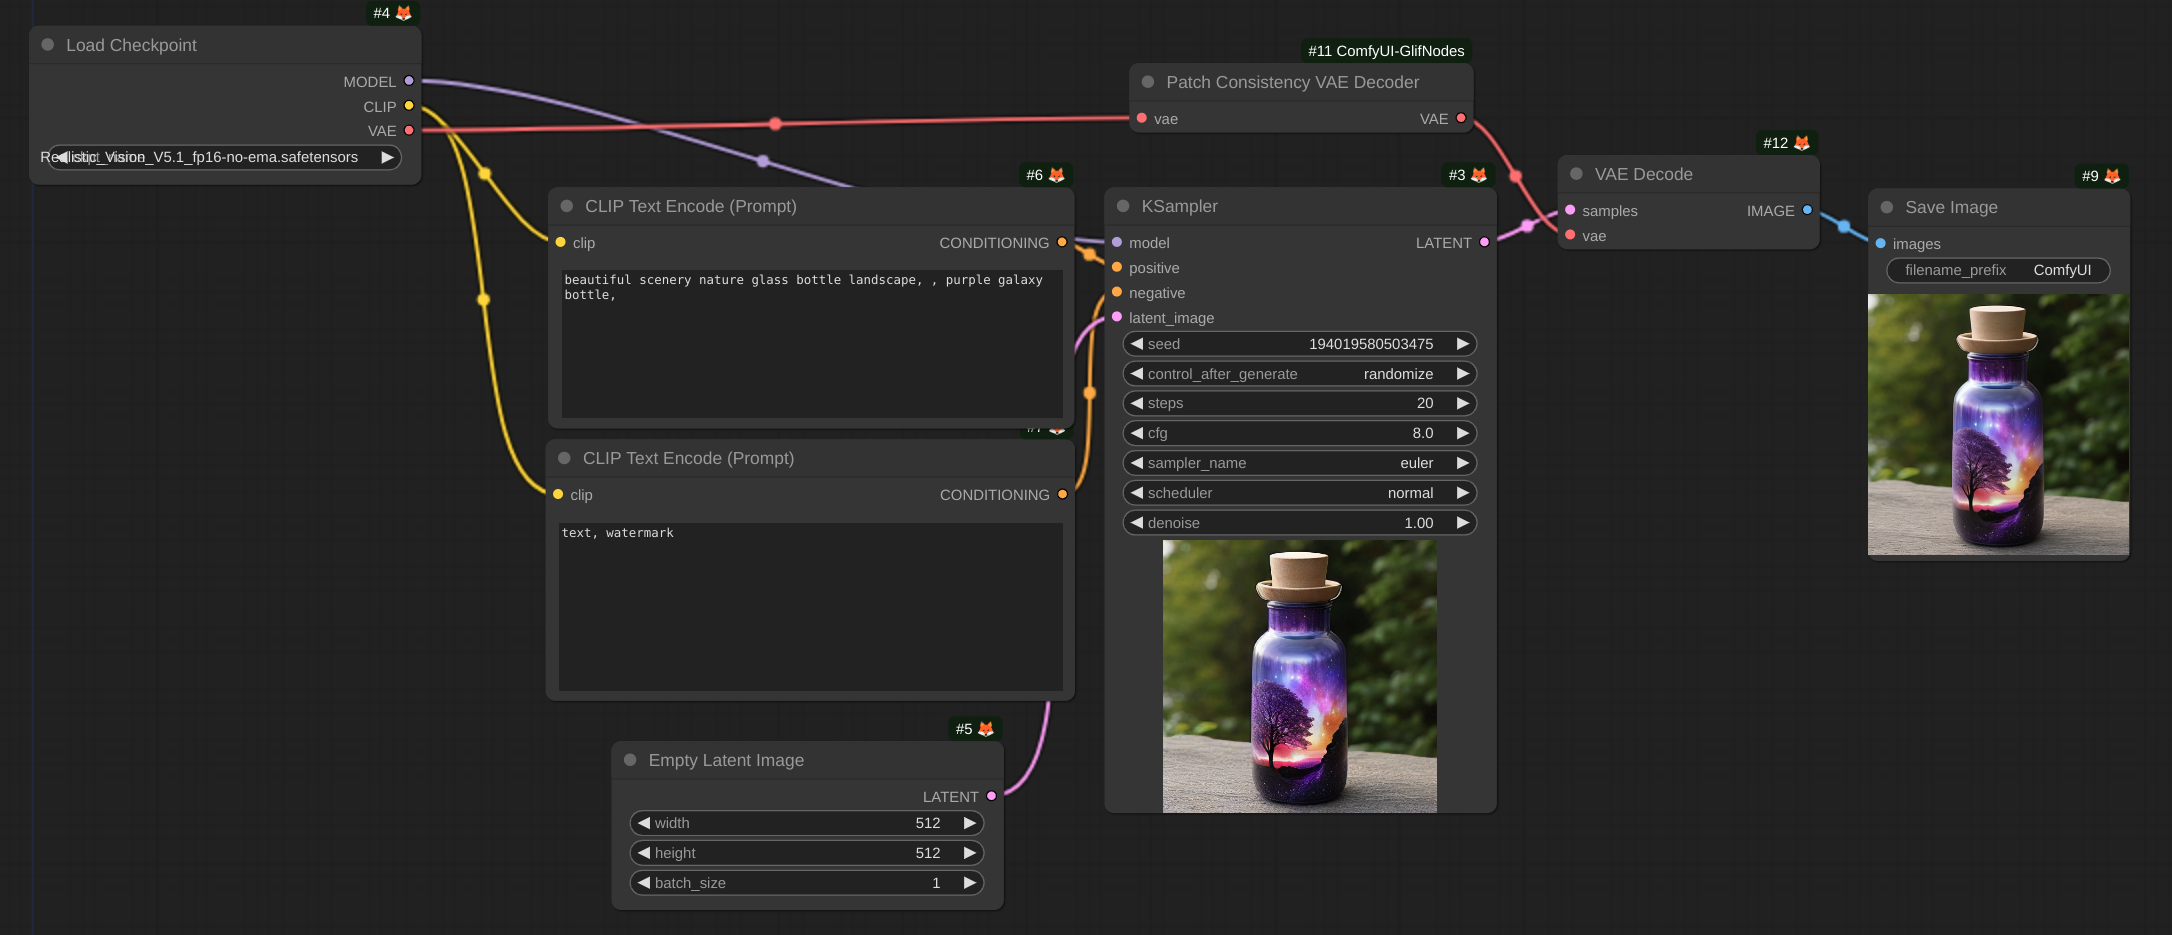 #4
Load Checkpoint
MODEL
CLIP
VAE
Realistic_Vision_V5.1_fp16-no-ema.safetensors
#11 ComfyUI-GlifNodes
Patch Consistency VAE Decoder
vae VAE
#6
CLIP Text Encode (Prompt)
clip CONDITIONING
beautiful scenery nature glass bottle landscape, , purple galaxy
bottle,
#7
CLIP Text Encode (Prompt)
clip CONDITIONING
text, watermark
#5
Empty Latent Image
LATENT
width 512
height 512
batch_size 1
#3
KSampler
model LATENT
positive
negative
latent_image
seed 194019580503475
control_after_generate randomize
steps 20
cfg 8.0
sampler_name euler
scheduler normal
denoise 1.00
#12
VAE Decode
samples IMAGE
vae
#9
Save Image
images
filename_prefix ComfyUI